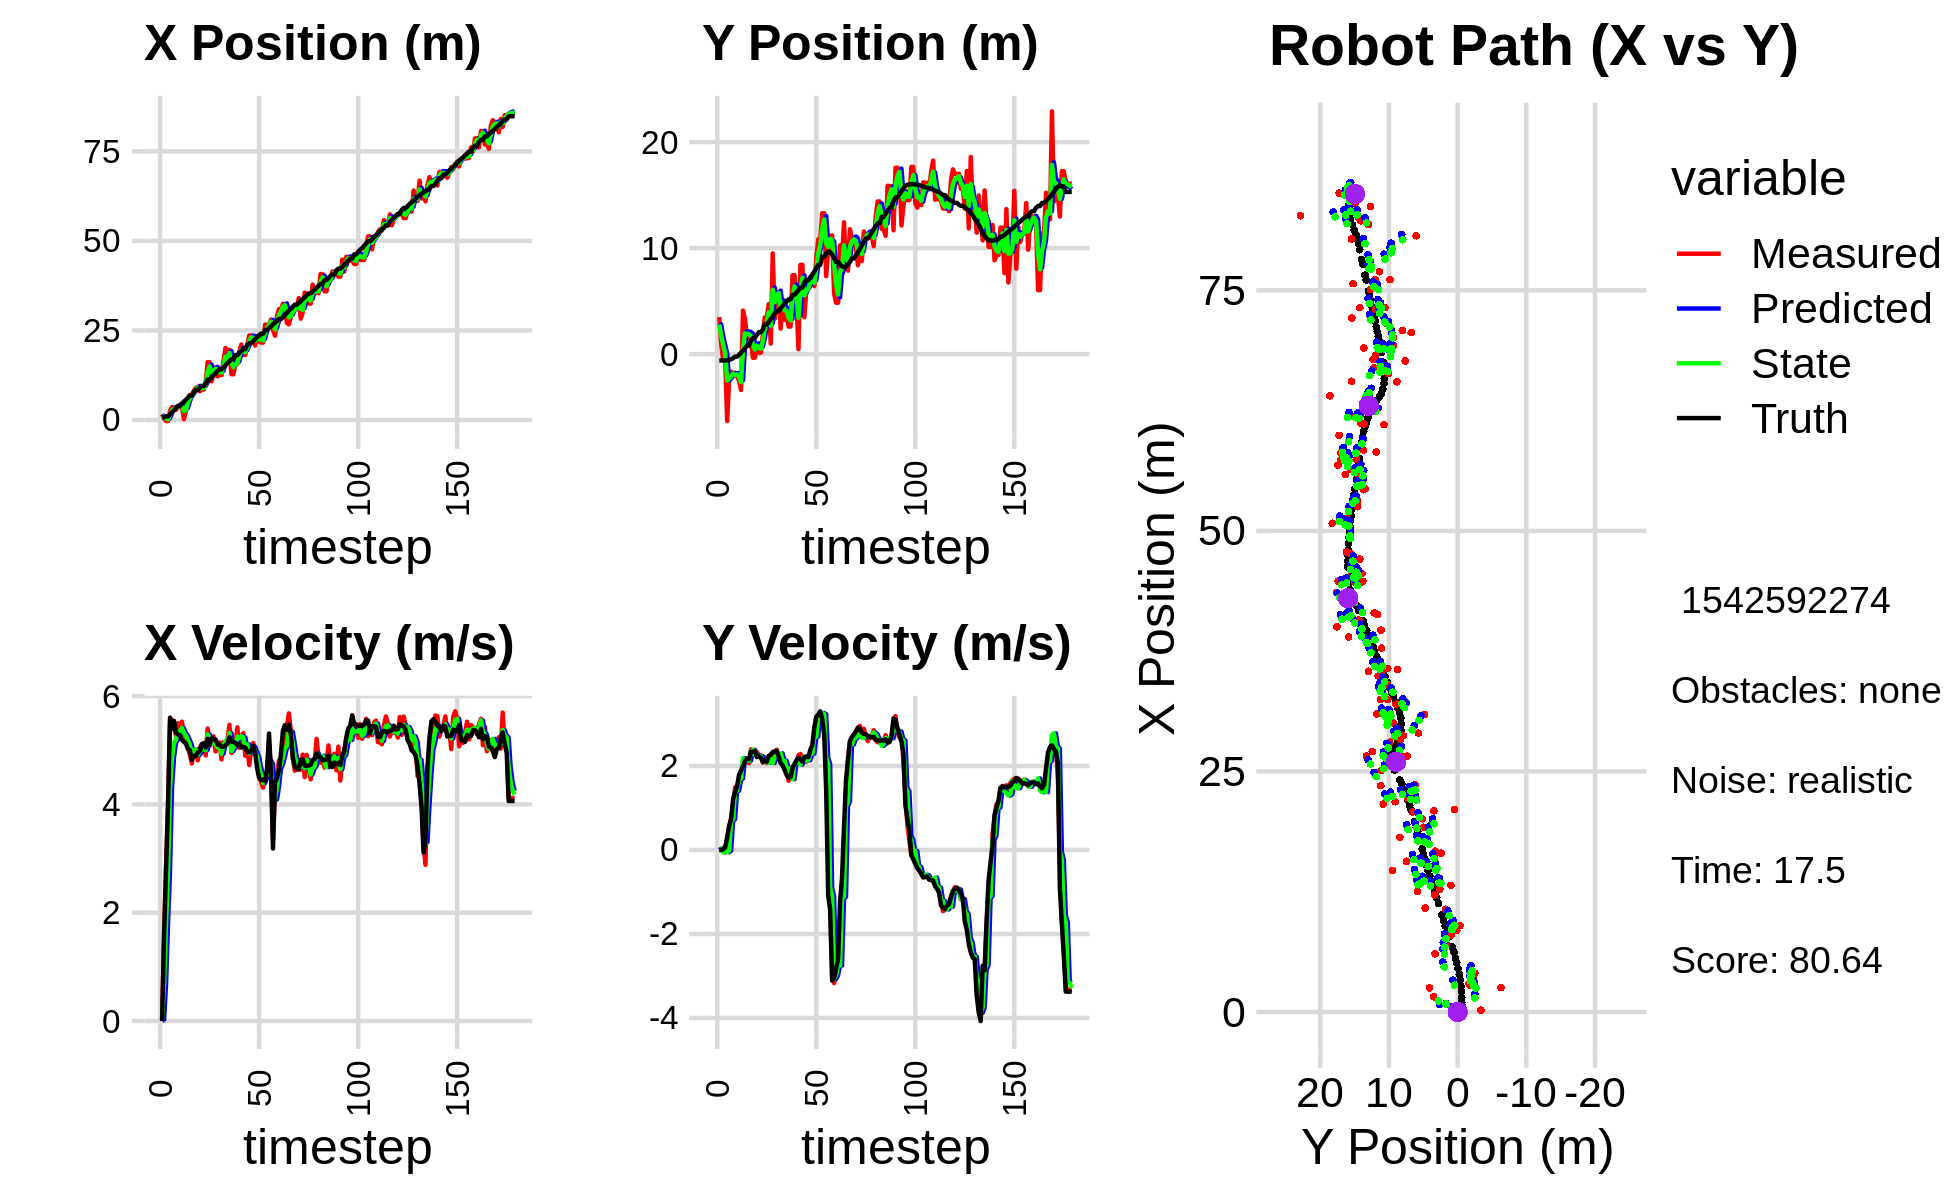 X Position (m)
75
50
25
0
0
50
100
150
timestep
Y Position (m)
20
10
0
0
50
100
150
timestep
X Velocity (m/s)
6
4
2
0
0
50
100
150
timestep
Y Velocity (m/s)
2
0
-2
-4
0
50
100
150
timestep
Robot Path (X vs Y)
X Position (m)
75
50
25
0
20 10 0 -10 -20
Y Position (m)
variable
Measured
Predicted
State
Truth
1542592274
Obstacles: none
Noise: realistic
Time: 17.5
Score: 80.64